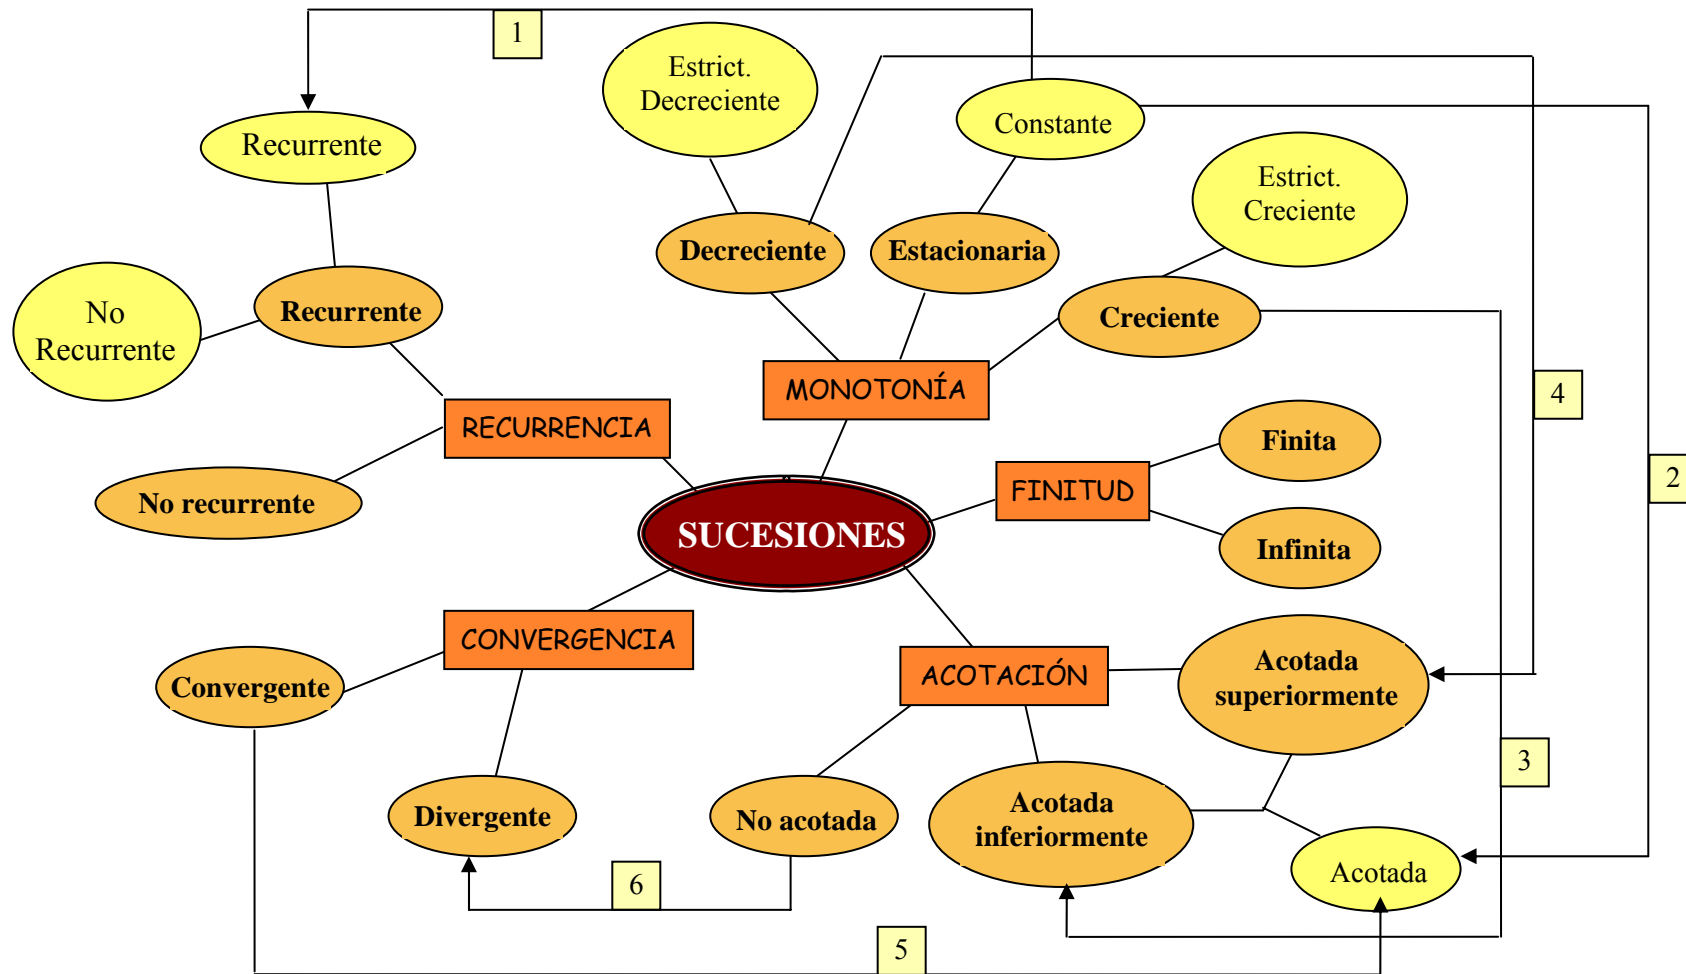 1
Estrict.
Decreciente
Constante
Recurrente
Estrict.
Creciente
Decreciente
Estacionaria
No
Recurrente
Recurrente
Creciente
MONOTONÍA
4
RECURRENCIA
Finita
2
No recurrente
FINITUD
SUCESIONES
Infinita
CONVERGENCIA
Convergente
ACOTACIÓN
Acotada
superiormente
3
Divergente
No acotada
Acotada
inferiormente
Acotada
6
5